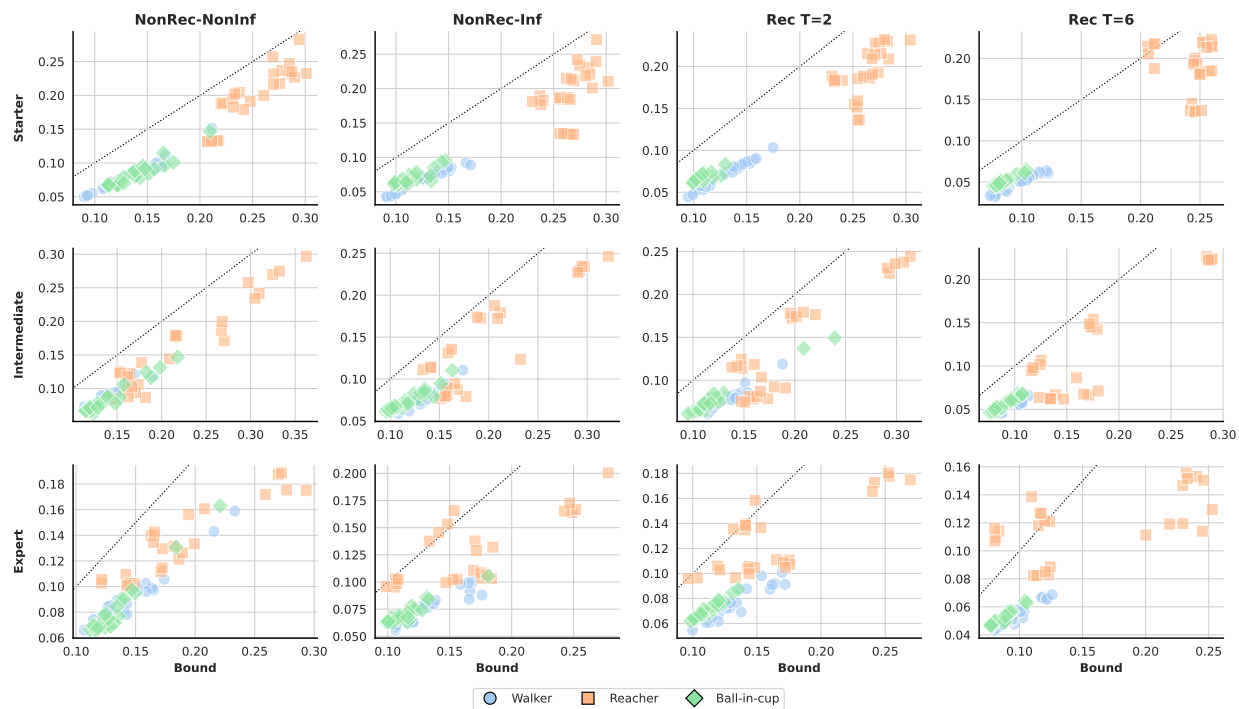 NonRec-NonInf NonRec-Inf Rec T=2 Rec T=6
Starter
0.25 0.25
0.20 0.20 0.20 0.20
0.15 0.15 0.15 0.15
0.10 0.10 0.10 0.10
0.05 0.05 0.05 0.05
0.10 0.15 0.20 0.25 0.30 0.10 0.15 0.20 0.25 0.30 0.10 0.15 0.20 0.25 0.30 0.10 0.15 0.20 0.25
Intermediate
0.30 0.25 0.25
0.25 0.20 0.20 0.20
0.20 0.15 0.15 0.15
0.15 0.10 0.10 0.10
0.10 0.05 0.05
0.15 0.20 0.25 0.30 0.35 0.10 0.15 0.20 0.25 0.30 0.10 0.15 0.20 0.25 0.30 0.10 0.15 0.20 0.25 0.30
Expert
0.18 0.200 0.18 0.16
0.16 0.175 0.16 0.14
0.14 0.150 0.14 0.12
0.12 0.125 0.12 0.10
0.10 0.100 0.10 0.08
0.08 0.075 0.08 0.06
0.06 0.050 0.06 0.04
0.10 0.15 0.20 0.25 0.30 0.10 0.15 0.20 0.25 0.10 0.15 0.20 0.25 0.10 0.15 0.20 0.25
Bound Bound Bound Bound
Walker Reacher Ball-in-cup